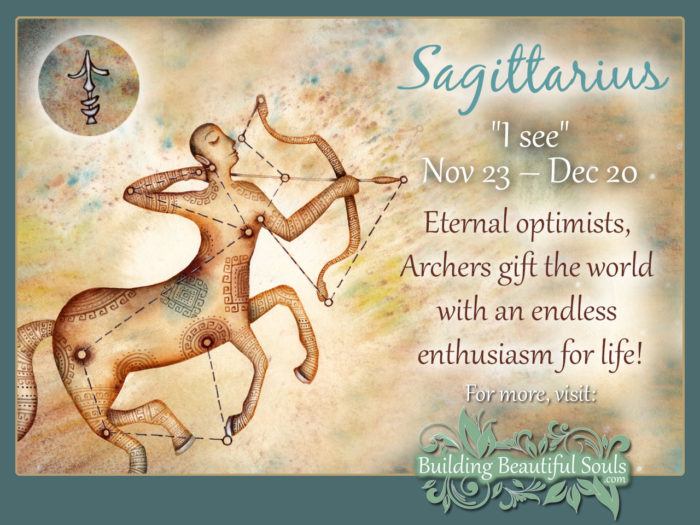 Sagittarius
"I see"
Nov 23 – Dec 20
Eternal optimists,
Archers gift the world
with an endless
enthusiasm for life!
For more, visit:
Building Beautiful Souls
.com